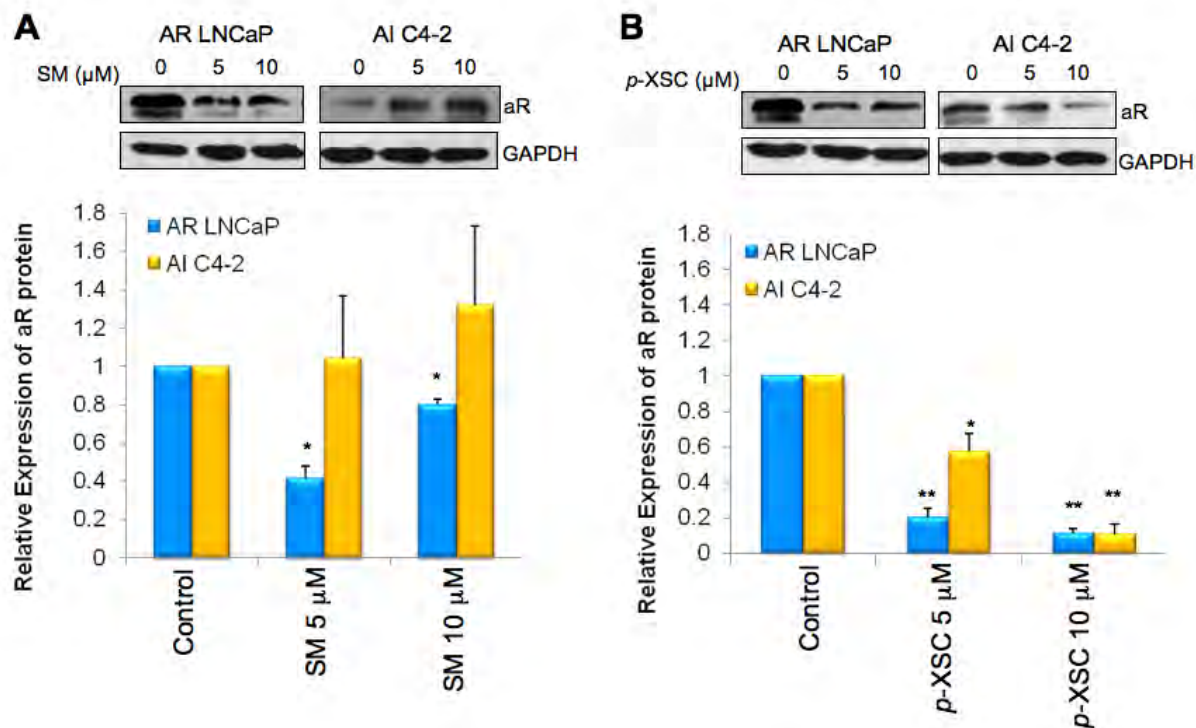 A
AR LNCaP AI C4-2
SM (µM) 0 5 10 0 5 10
aR
GAPDH
Relative Expression of aR protein
1.8
1.6
1.4
1.2
1
0.8
0.6
0.4
0.2
0
AR LNCaP
AI C4-2
*
*
Control
SM 5 µM
SM 10 µM
B
AR LNCaP AI C4-2
p-XSC (µM) 0 5 10 0 5 10
aR
GAPDH
Relative Expression of aR protein
1.8
1.6
1.4
1.2
1
0.8
0.6
0.4
0.2
0
AR LNCaP
AI C4-2
**
*
**
**
Control
p-XSC 5 µM
p-XSC 10 µM